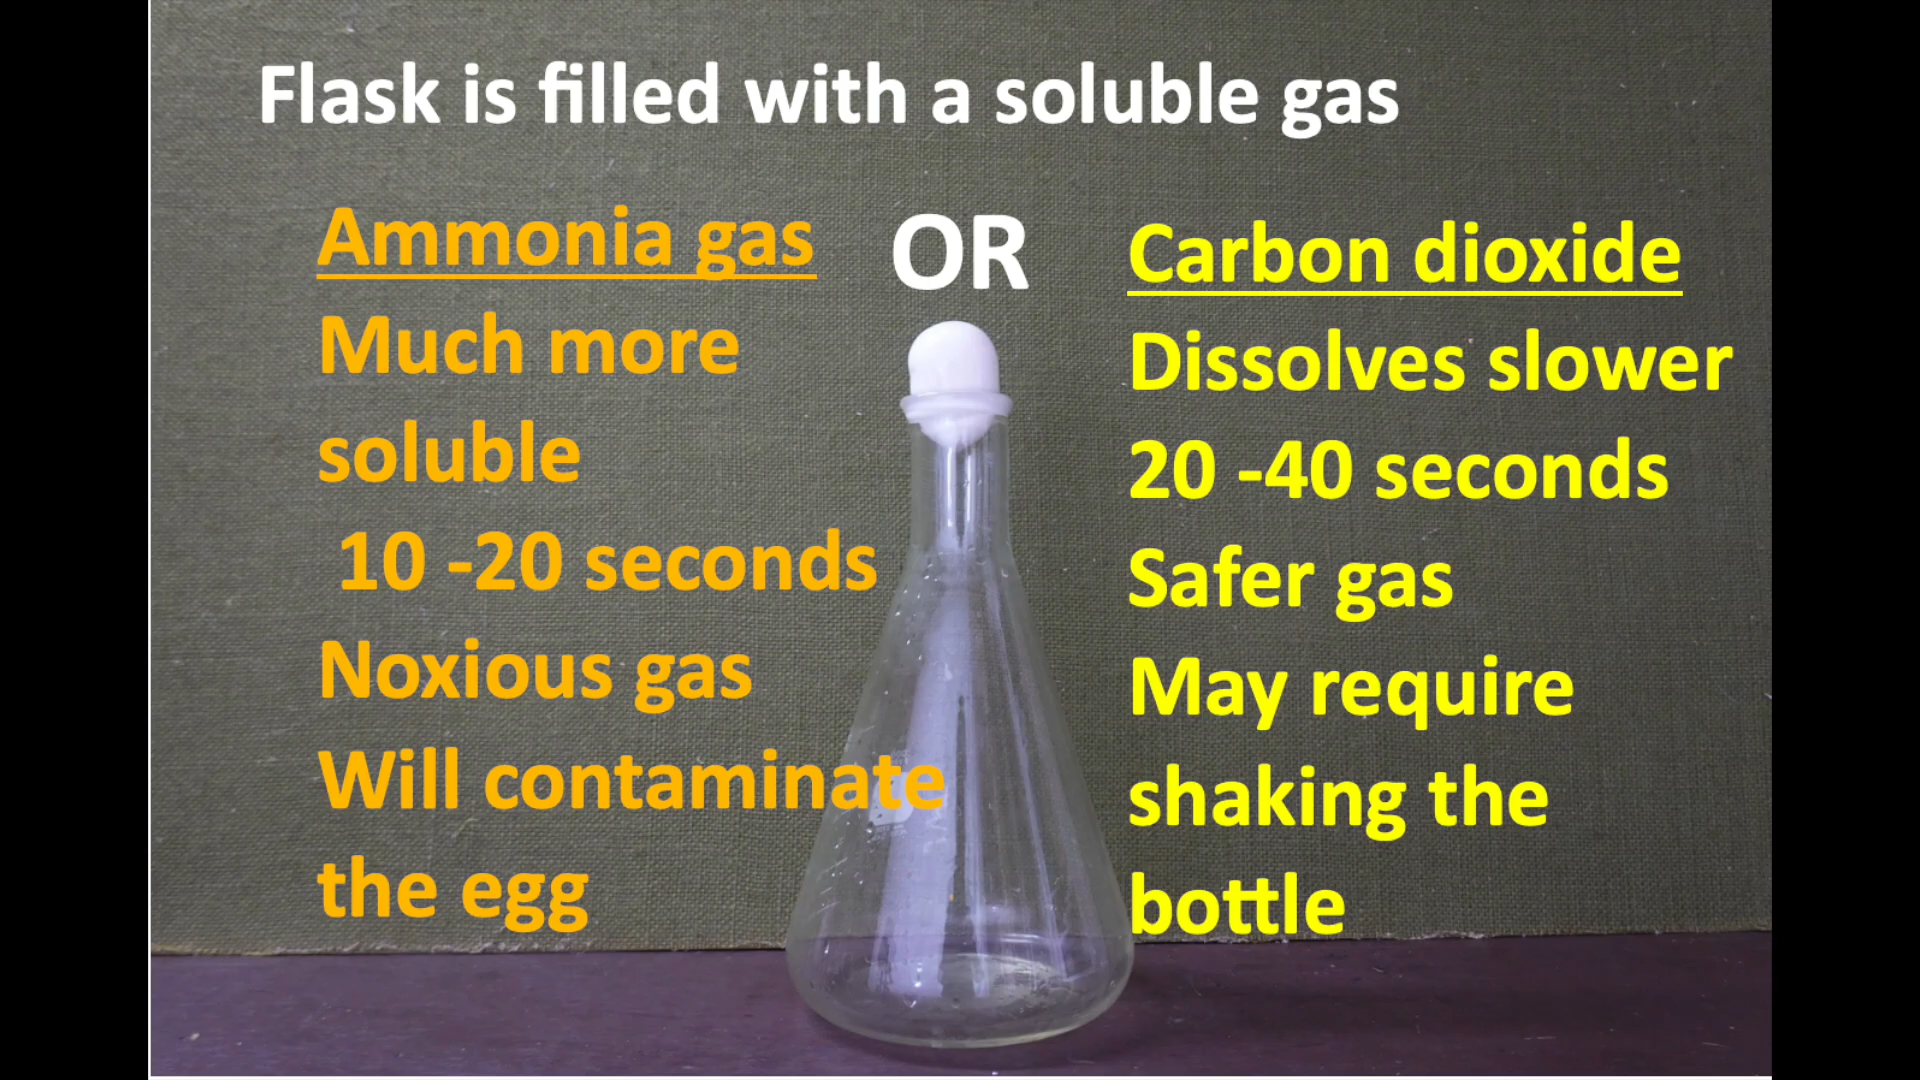 Flask is filled with a soluble gas
OR
Ammonia gas
Much more
soluble
10 -20 seconds
Noxious gas
Will contaminate
the egg
Carbon dioxide
Dissolves slower
20 -40 seconds
Safer gas
May require
shaking the
bottle